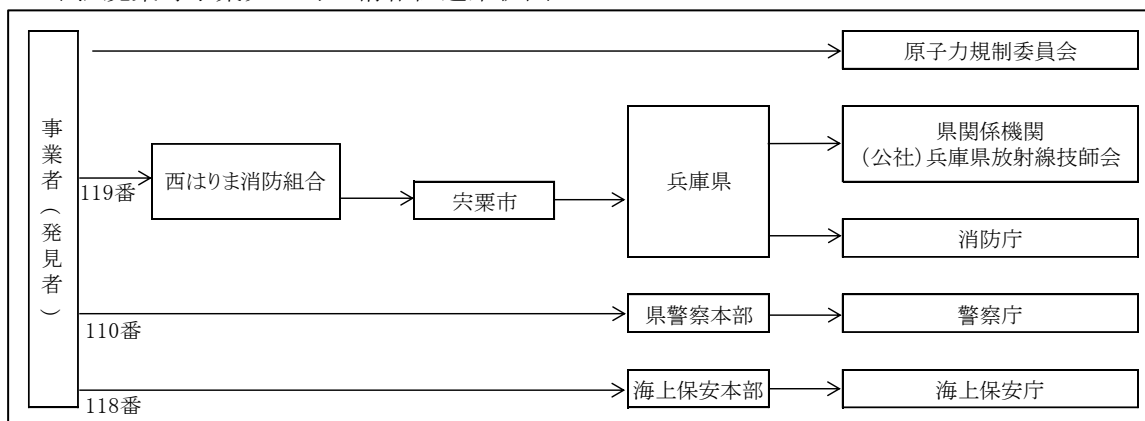 事業者（発見者）
原子力規制委員会
119番
西はりま消防組合
宍粟市
兵庫県
県関係機関
(公社)兵庫県放射線技師会
消防庁
110番
県警察本部
警察庁
118番
海上保安本部
海上保安庁